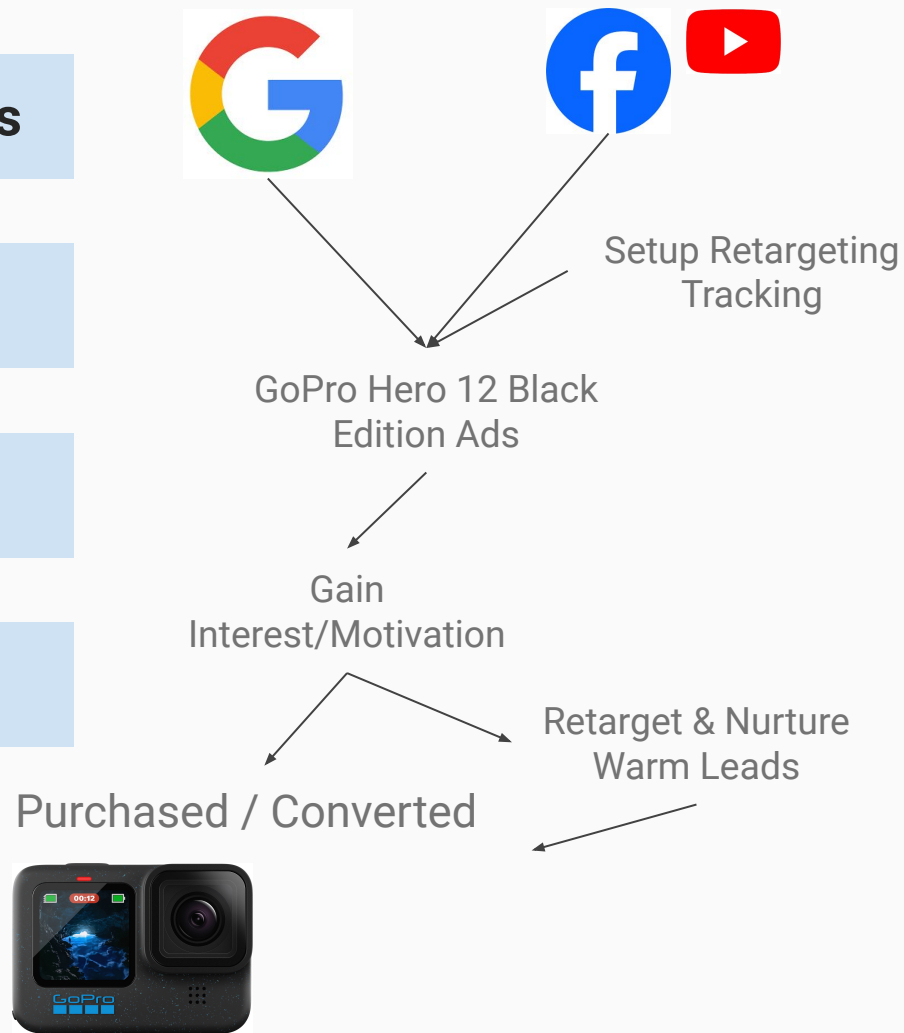 s
Setup Retargeting
Tracking
GoPro Hero 12 Black
Edition Ads
Gain
Interest/Motivation
Retarget & Nurture
Warm Leads
Purchased / Converted
00:12
GoPro